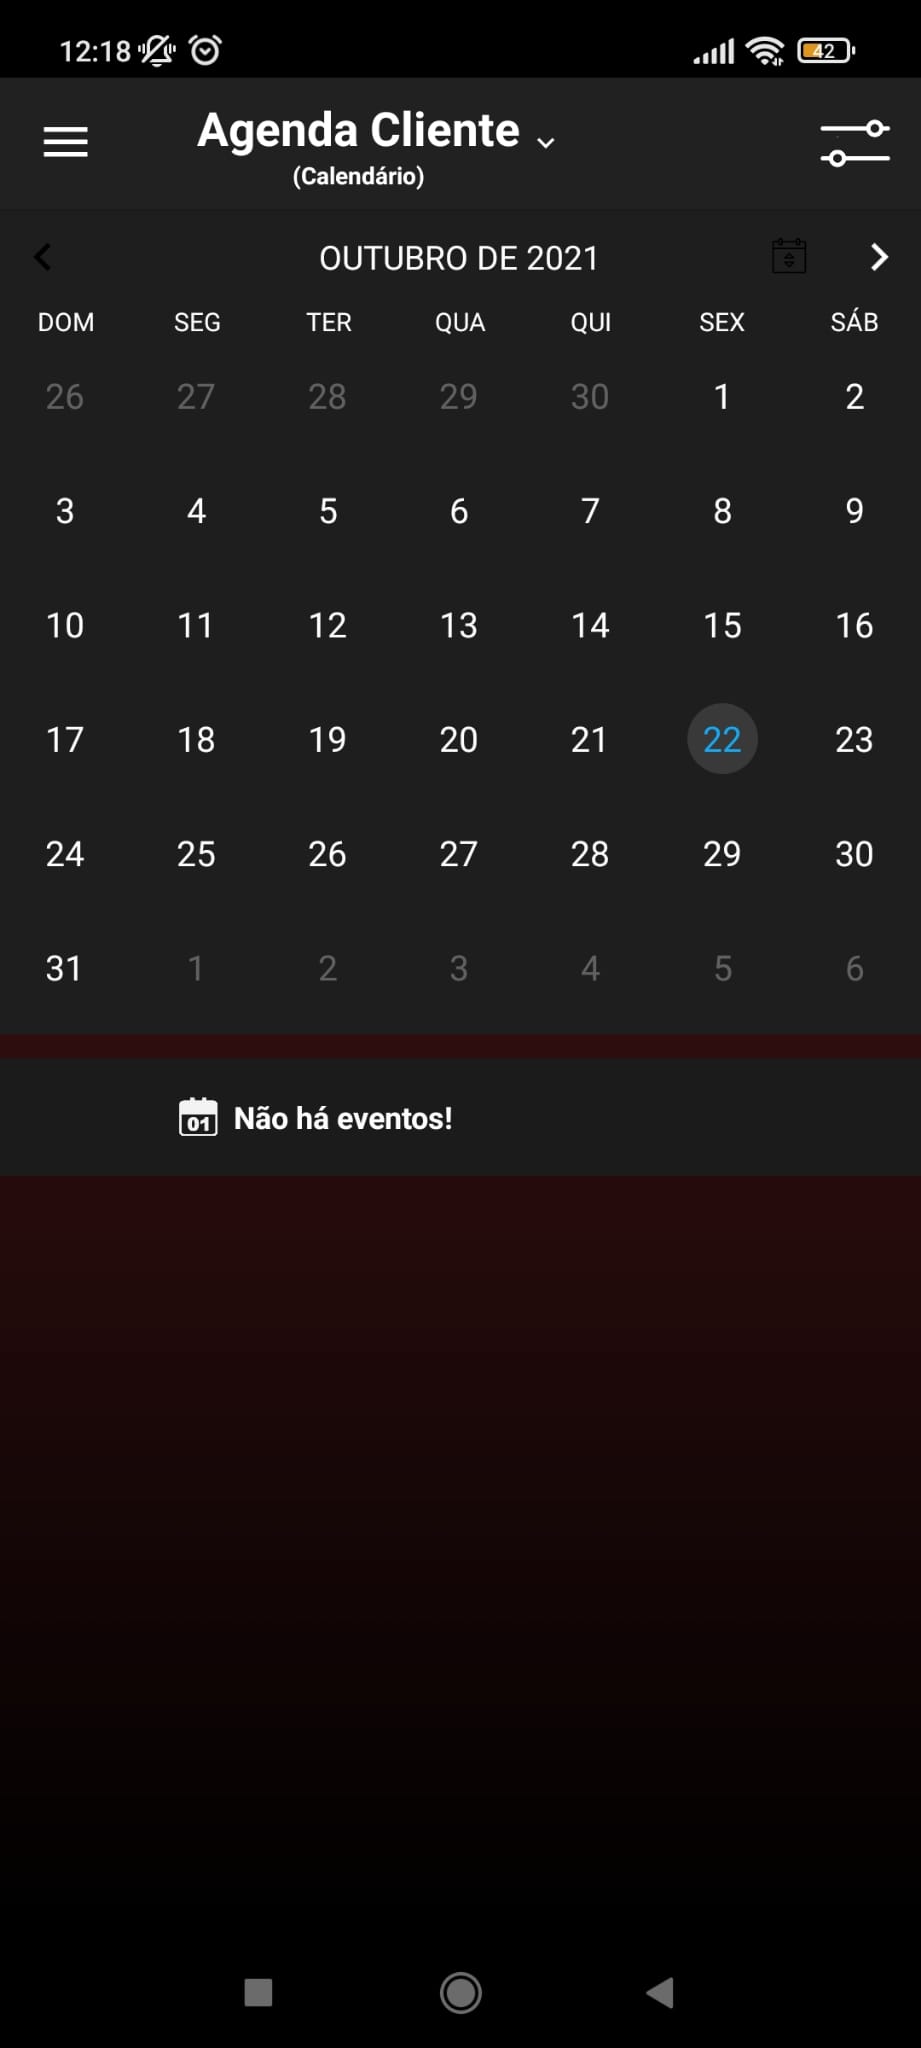 12:18 42
Agenda Cliente
(Calendário)
OUTUBRO DE 2021
DOM SEG TER QUA QUI SEX SÁB
26 27 28 29 30 1 2
3 4 5 6 7 8 9
10 11 12 13 14 15 16
17 18 19 20 21 22 23
24 25 26 27 28 29 30
31 1 2 3 4 5 6
01 Não há eventos!